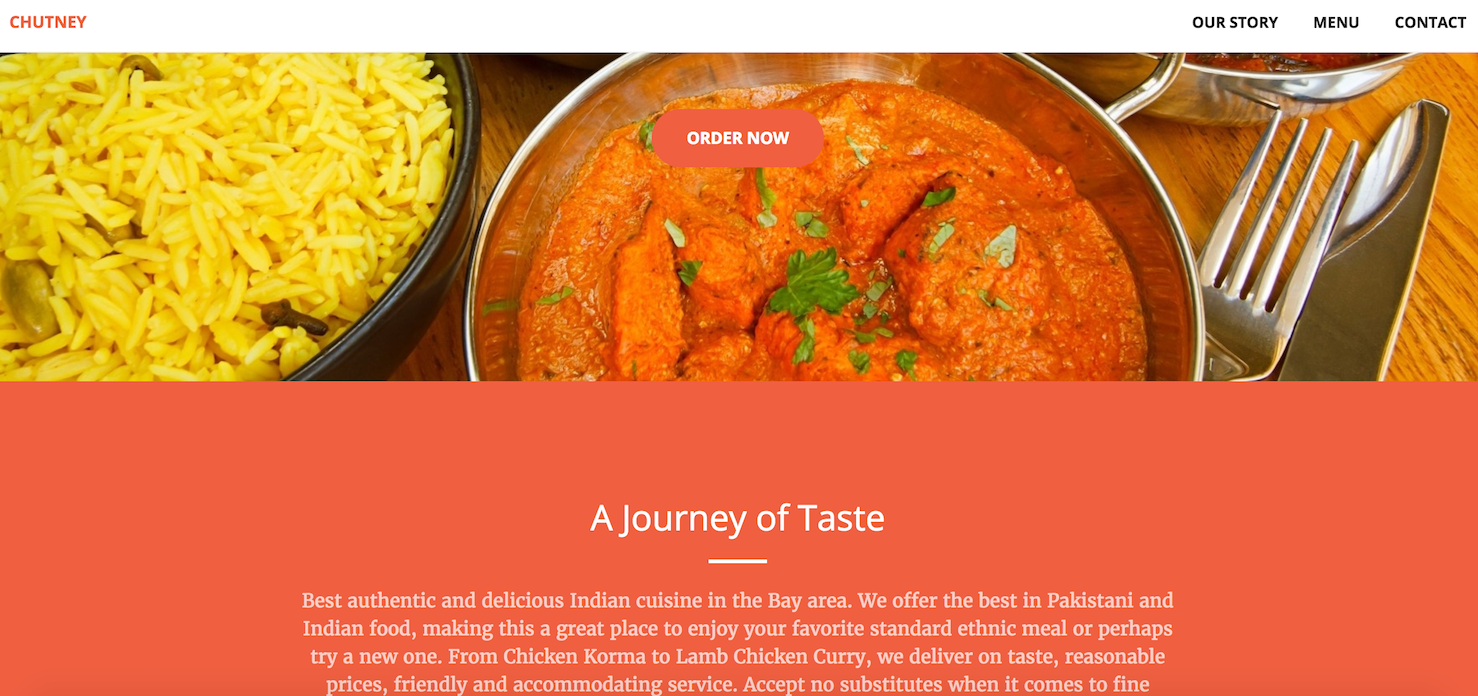 CHUTNEY
OUR STORY MENU CONTACT
ORDER NOW
A Journey of Taste
Best authentic and delicious Indian cuisine in the Bay area. We offer the best in Pakistani and
Indian food, making this a great place to enjoy your favorite standard ethnic meal or perhaps
try a new one. From Chicken Korma to Lamb Chicken Curry, we deliver on taste, reasonable
prices, friendly and accommodating service. Accept no substitutes when it comes to fine